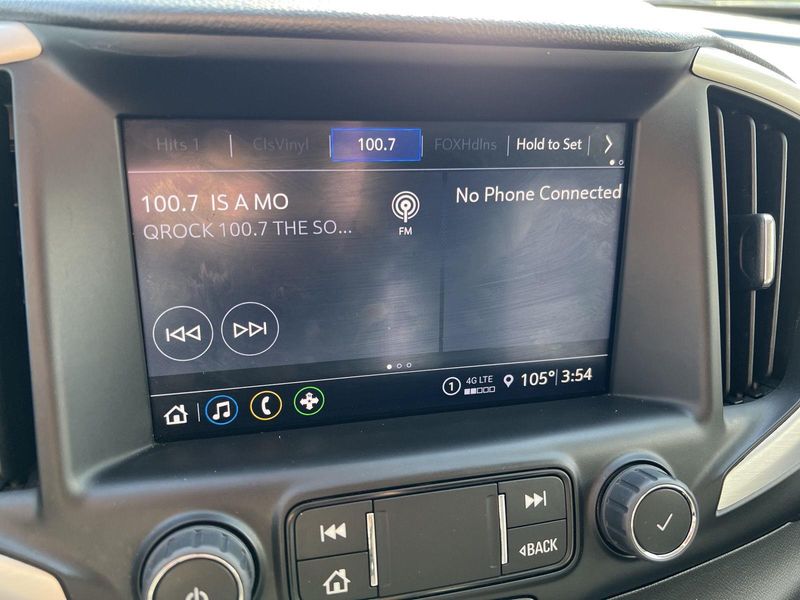 Hits 1 ClsVinyl 100.7 FOXHdlns Hold to Set
100.7 IS A MO
QROCK 100.7 THE SO...
FM
No Phone Connected
1 4G LTE 105° 3:54
BACK